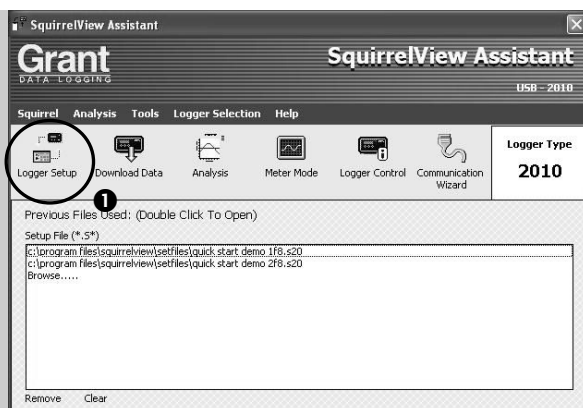 SquirrelView Assistant
Grant
DATA LOGGING
SquirrelView Assistant
USB - 2010
Squirrel Analysis Tools Logger Selection Help
Logger Setup
Download Data
Analysis
Meter Mode
Logger Control
Communication
Wizard
Logger Type
2010
1
Previous Files Used: (Double Click To Open)
Setup File (*.S*)
c:\program files\squirrelview\setfiles\quick start demo 1f8.s20
c:\program files\squirrelview\setfiles\quick start demo 2f8.s20
Browse.....
Remove Clear